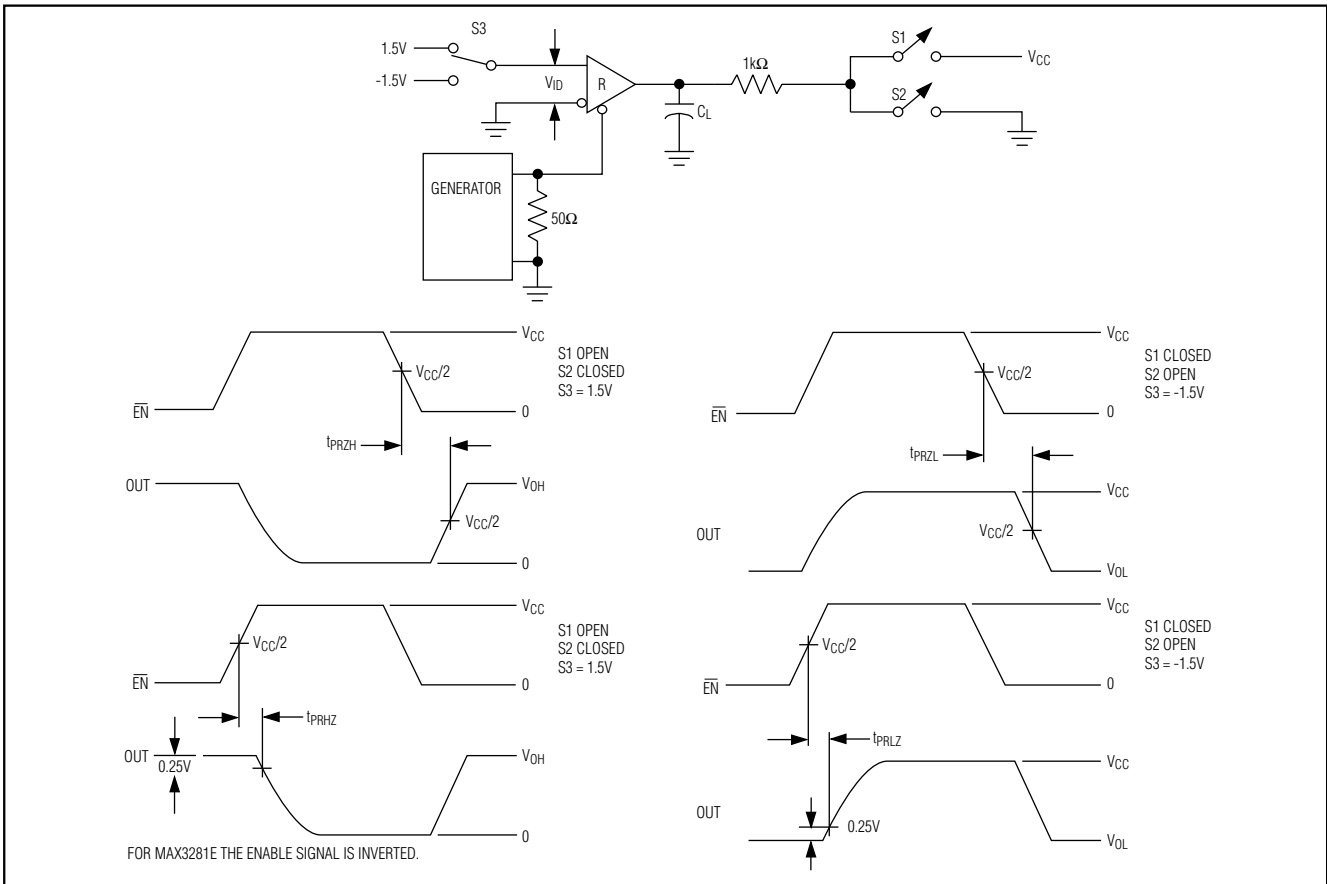 S3
1.5V
-1.5V
VID
R
CL
1kΩ
S1
VCC
S2
GENERATOR
50Ω
VCC
VCC/2
S1 OPEN
S2 CLOSED
S3 = 1.5V
EN
0
tPRZH
OUT
VOH
VCC/2
0
VCC
VCC/2
S1 CLOSED
S2 OPEN
S3 = -1.5V
EN
0
tPRZL
OUT
VCC
VCC/2
VOL
VCC
VCC/2
S1 OPEN
S2 CLOSED
S3 = 1.5V
EN
0
tPRHZ
OUT
0.25V
VOH
0
VCC
VCC/2
S1 CLOSED
S2 OPEN
S3 = -1.5V
EN
0
tPRLZ
OUT
VCC
0.25V
VOL
FOR MAX3281E THE ENABLE SIGNAL IS INVERTED.